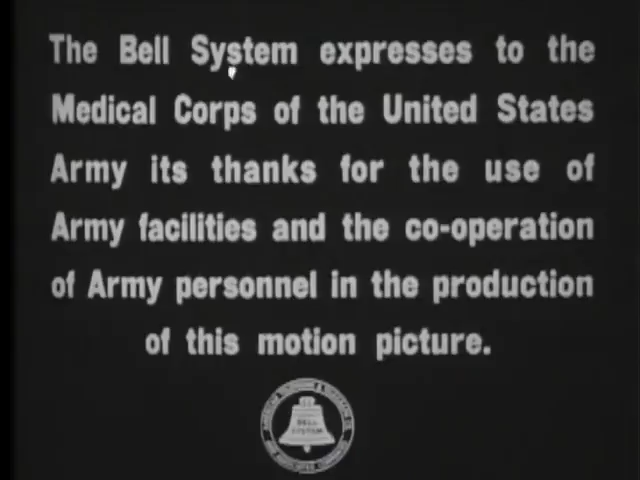 The Bell System expresses to the
Medical Corps of the United States
Army its thanks for the use of
Army facilities and the co-operation
of Army personnel in the production
of this motion picture.
BELL
SYSTEM